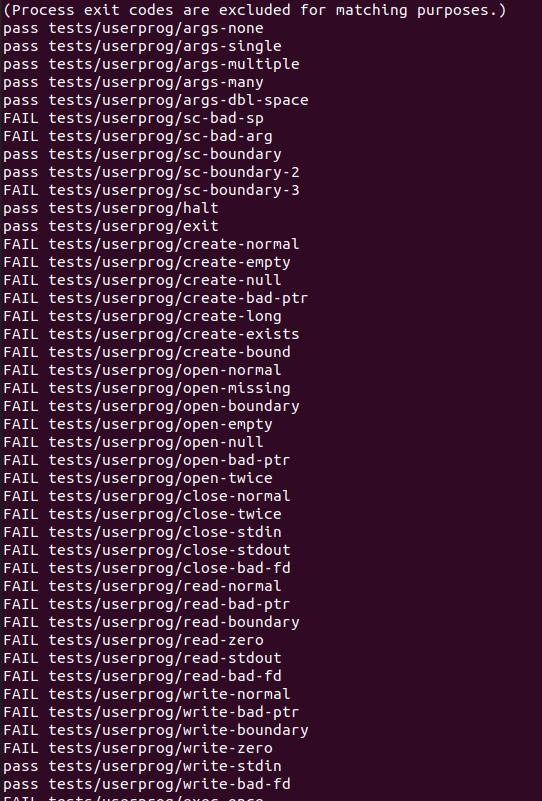 (Process exit codes are excluded for matching purposes.)
pass tests/userprog/args-none
pass tests/userprog/args-single
pass tests/userprog/args-multiple
pass tests/userprog/args-many
pass tests/userprog/args-dbl-space
FAIL tests/userprog/sc-bad-sp
FAIL tests/userprog/sc-bad-arg
pass tests/userprog/sc-boundary
pass tests/userprog/sc-boundary-2
FAIL tests/userprog/sc-boundary-3
pass tests/userprog/halt
pass tests/userprog/exit
FAIL tests/userprog/create-normal
FAIL tests/userprog/create-empty
FAIL tests/userprog/create-null
FAIL tests/userprog/create-bad-ptr
FAIL tests/userprog/create-long
FAIL tests/userprog/create-exists
FAIL tests/userprog/create-bound
FAIL tests/userprog/open-normal
FAIL tests/userprog/open-missing
FAIL tests/userprog/open-boundary
FAIL tests/userprog/open-empty
FAIL tests/userprog/open-null
FAIL tests/userprog/open-bad-ptr
FAIL tests/userprog/open-twice
FAIL tests/userprog/close-normal
FAIL tests/userprog/close-twice
FAIL tests/userprog/close-stdin
FAIL tests/userprog/close-stdout
FAIL tests/userprog/close-bad-fd
FAIL tests/userprog/read-normal
FAIL tests/userprog/read-bad-ptr
FAIL tests/userprog/read-boundary
FAIL tests/userprog/read-zero
FAIL tests/userprog/read-stdout
FAIL tests/userprog/read-bad-fd
FAIL tests/userprog/write-normal
FAIL tests/userprog/write-bad-ptr
FAIL tests/userprog/write-boundary
FAIL tests/userprog/write-zero
pass tests/userprog/write-stdin
pass tests/userprog/write-bad-fd
FAIL tests/userprog/exec-once